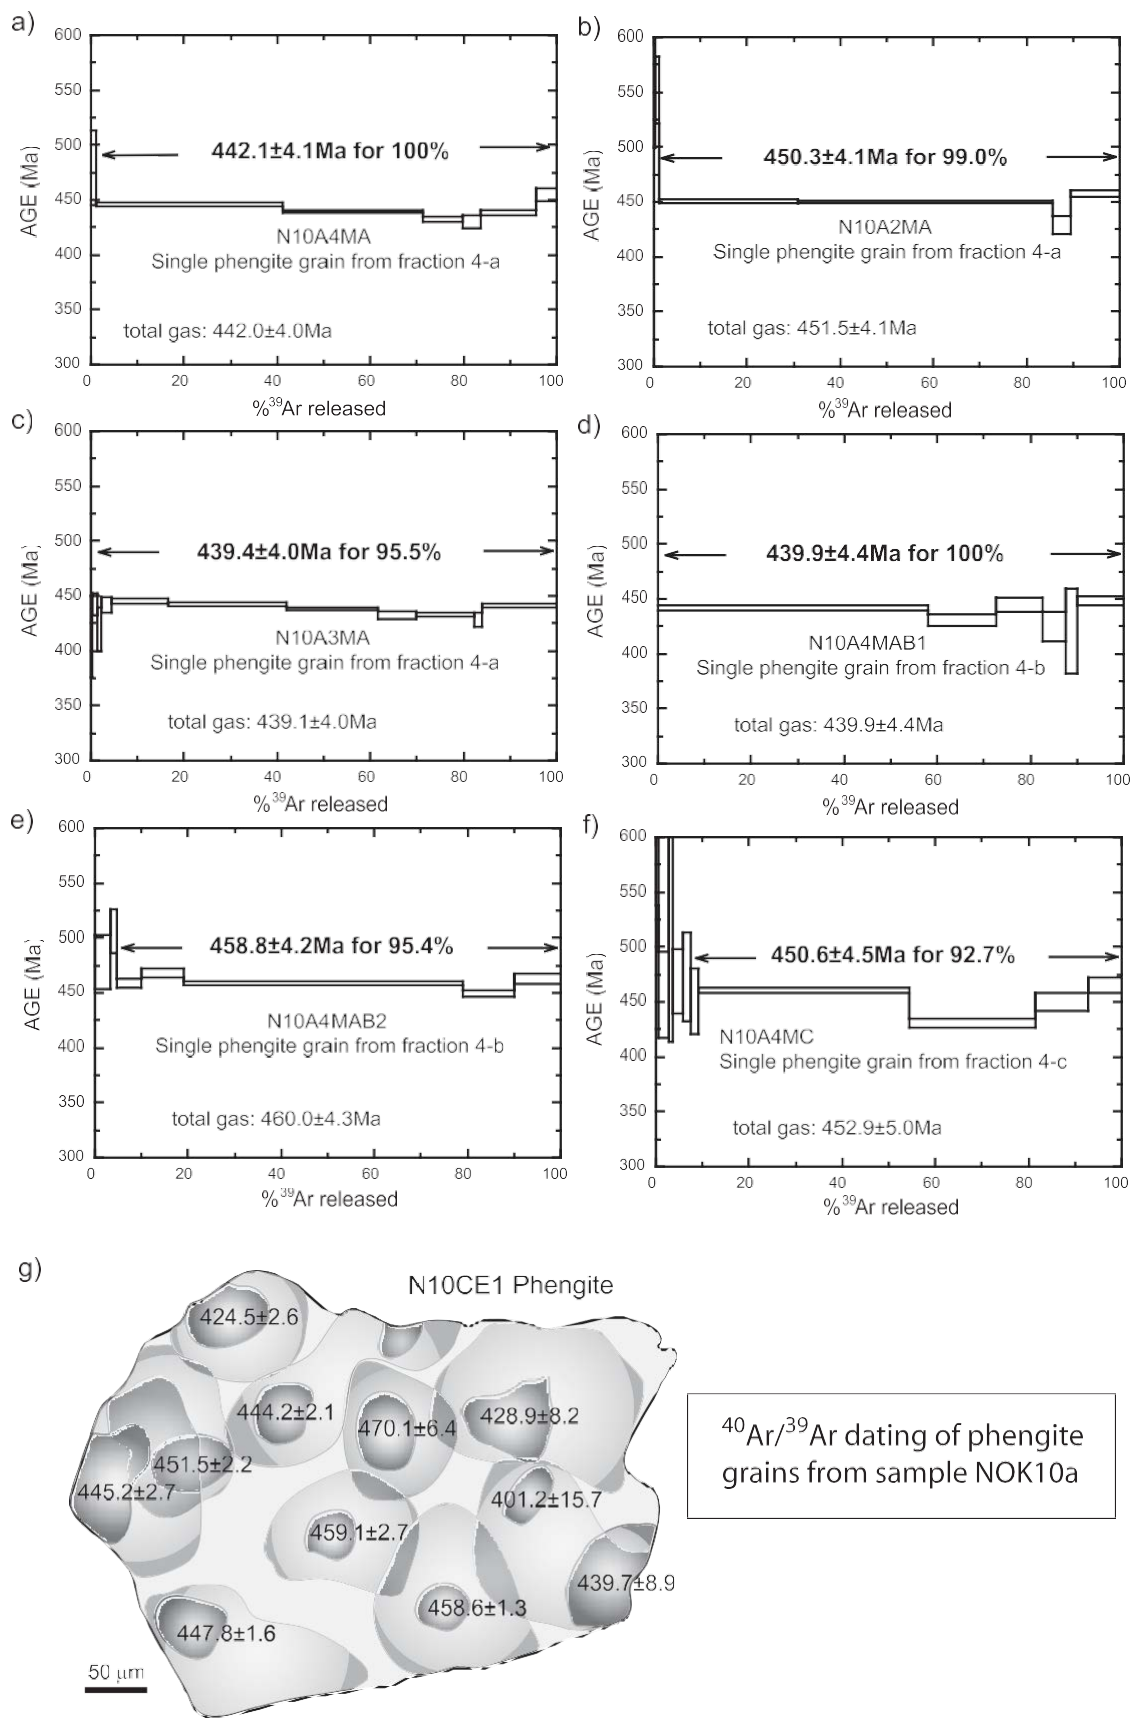 a)
600
550
500
450
400
350
300
AGE (Ma)
442.1±4.1Ma for 100%
N10A4MA
Single phengite grain from fraction 4-a
total gas: 442.0±4.0Ma
0 20 40 60 80 100
%³⁹Ar released
b)
600
550
500
450
400
350
300
AGE (Ma)
450.3±4.1Ma for 99.0%
N10A2MA
Single phengite grain from fraction 4-a
total gas: 451.5±4.1Ma
0 20 40 60 80 100
%³⁹Ar released
c)
600
550
500
450
400
350
300
AGE (Ma)
439.4±4.0Ma for 95.5%
N10A3MA
Single phengite grain from fraction 4-a
total gas: 439.1±4.0Ma
0 20 40 60 80 100
%³⁹Ar released
d)
600
550
500
450
400
350
300
AGE (Ma)
439.9±4.4Ma for 100%
N10A4MAB1
Single phengite grain from fraction 4-b
total gas: 439.9±4.4Ma
0 20 40 60 80 100
%³⁹Ar released
e)
600
550
500
450
400
350
300
AGE (Ma)
458.8±4.2Ma for 95.4%
N10A4MAB2
Single phengite grain from fraction 4-b
total gas: 460.0±4.3Ma
0 20 40 60 80 100
%³⁹Ar released
f)
600
550
500
450
400
350
300
AGE (Ma)
450.6±4.5Ma for 92.7%
N10A4MC
Single phengite grain from fraction 4-c
total gas: 452.9±5.0Ma
0 20 40 60 80 100
%³⁹Ar released
g)
N10CE1 Phengite
424.5±2.6
444.2±2.1
470.1±6.4
428.9±8.2
451.5±2.2
445.2±2.7
401.2±15.7
459.1±2.7
439.7±8.9
458.6±1.3
447.8±1.6
50 µm
⁴⁰Ar/³⁹Ar dating of phengite
grains from sample NOK10a